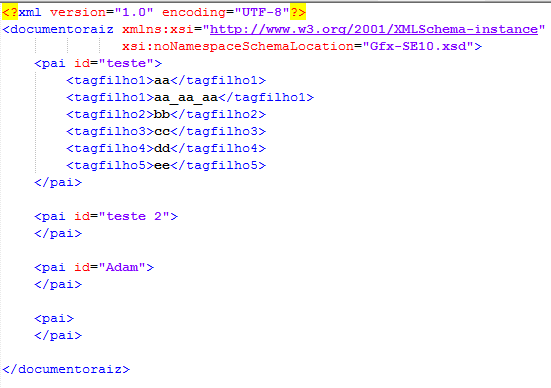 <?xml version="1.0" encoding="UTF-8"?>
<documentoraiz xmlns:xsi="http://www.w3.org/2001/XMLSchema-instance"
xsi:noNamespaceSchemaLocation="Gfx-SE10.xsd">
<pai id="teste">
<tagfilho1>aa</tagfilho1>
<tagfilho1>aa_aa_aa</tagfilho1>
<tagfilho2>bb</tagfilho2>
<tagfilho3>cc</tagfilho3>
<tagfilho4>dd</tagfilho4>
<tagfilho5>ee</tagfilho5>
</pai>
<pai id="teste 2">
</pai>
<pai id="Adam">
</pai>
<pai>
</pai>
</documentoraiz>